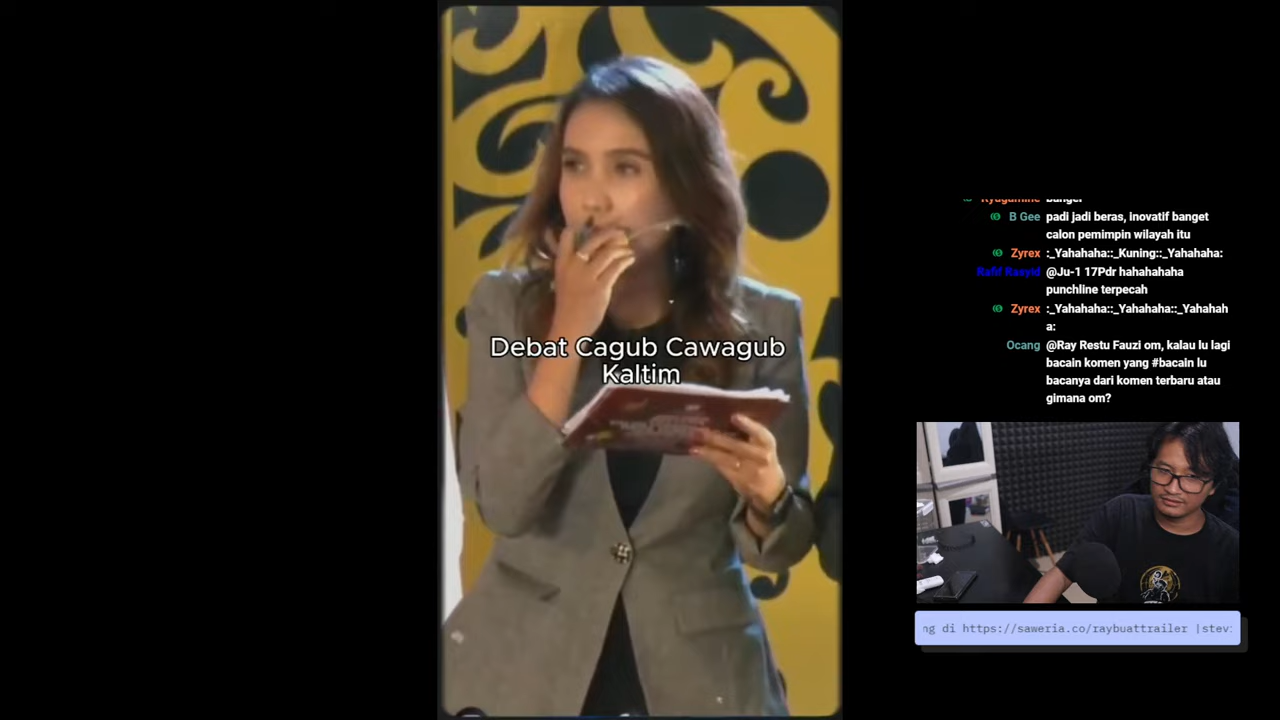 Debat Cagub Cawagub
Kaltim
B Gee padi jadi beras, inovatif banget
calon pemimpin wilayah itu
Zyrex :_Yahahaha::_Kuning::_Yahahaha:
Rafif Rasyid @Ju-1 17Pdr hahahahaha
punchline terpecah
Zyrex :_Yahahaha::_Yahahaha::_Yahahah
a:
Ocang @Ray Restu Fauzi om, kalau lu lagi
bacain komen yang #bacain lu
bacanya dari komen terbaru atau
gimana om?
ng di https://saweria.co/raybuattrailer |stev